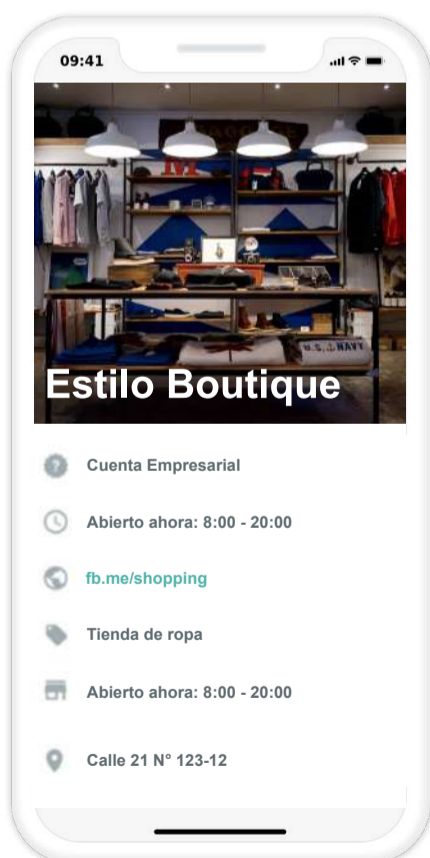 09:41
M
U.S. NAVY
Estilo Boutique
Cuenta Empresarial
Abierto ahora: 8:00 - 20:00
fb.me/shopping
Tienda de ropa
Abierto ahora: 8:00 - 20:00
Calle 21 N° 123-12